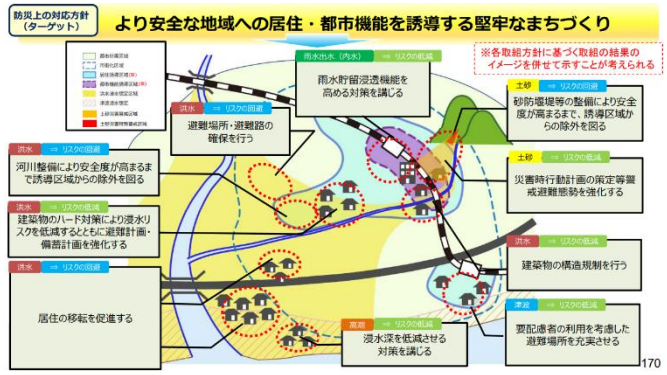 防災上の対応方針
(ターゲット)
より安全な地域への居住・都市機能を誘導する堅牢なまちづくり
※各取組方針に基づく取組の結果の
イメージを併せて示すことが考えられる
雨水出水(内水) ⇒ リスクの低減
雨水貯留浸透機能を
高める対策を講じる
土砂 ⇒ リスクの回避
砂防堰堤等の整備により安全
度が高まるまで、誘導区域か
らの除外を図る
洪水 ⇒ リスクの回避
避難場所・避難路の
確保を行う
洪水 ⇒ リスクの回避
河川整備により安全度が高まるま
で誘導区域からの除外を図る
土砂 ⇒ リスクの低減
災害時行動計画の策定等警
戒避難態勢を強化する
洪水 ⇒ リスクの低減
建築物のハード対策により浸水リ
スクを低減するとともに避難計画・
備蓄計画を強化する
洪水 ⇒ リスクの低減
建築物の構造規制を行う
洪水 ⇒ リスクの回避
居住の移転を促進する
高潮 ⇒ リスクの低減
浸水深を低減させる
対策を講じる
津波 ⇒ リスクの低減
要配慮者の利用を考慮した
避難場所を充実させる
170